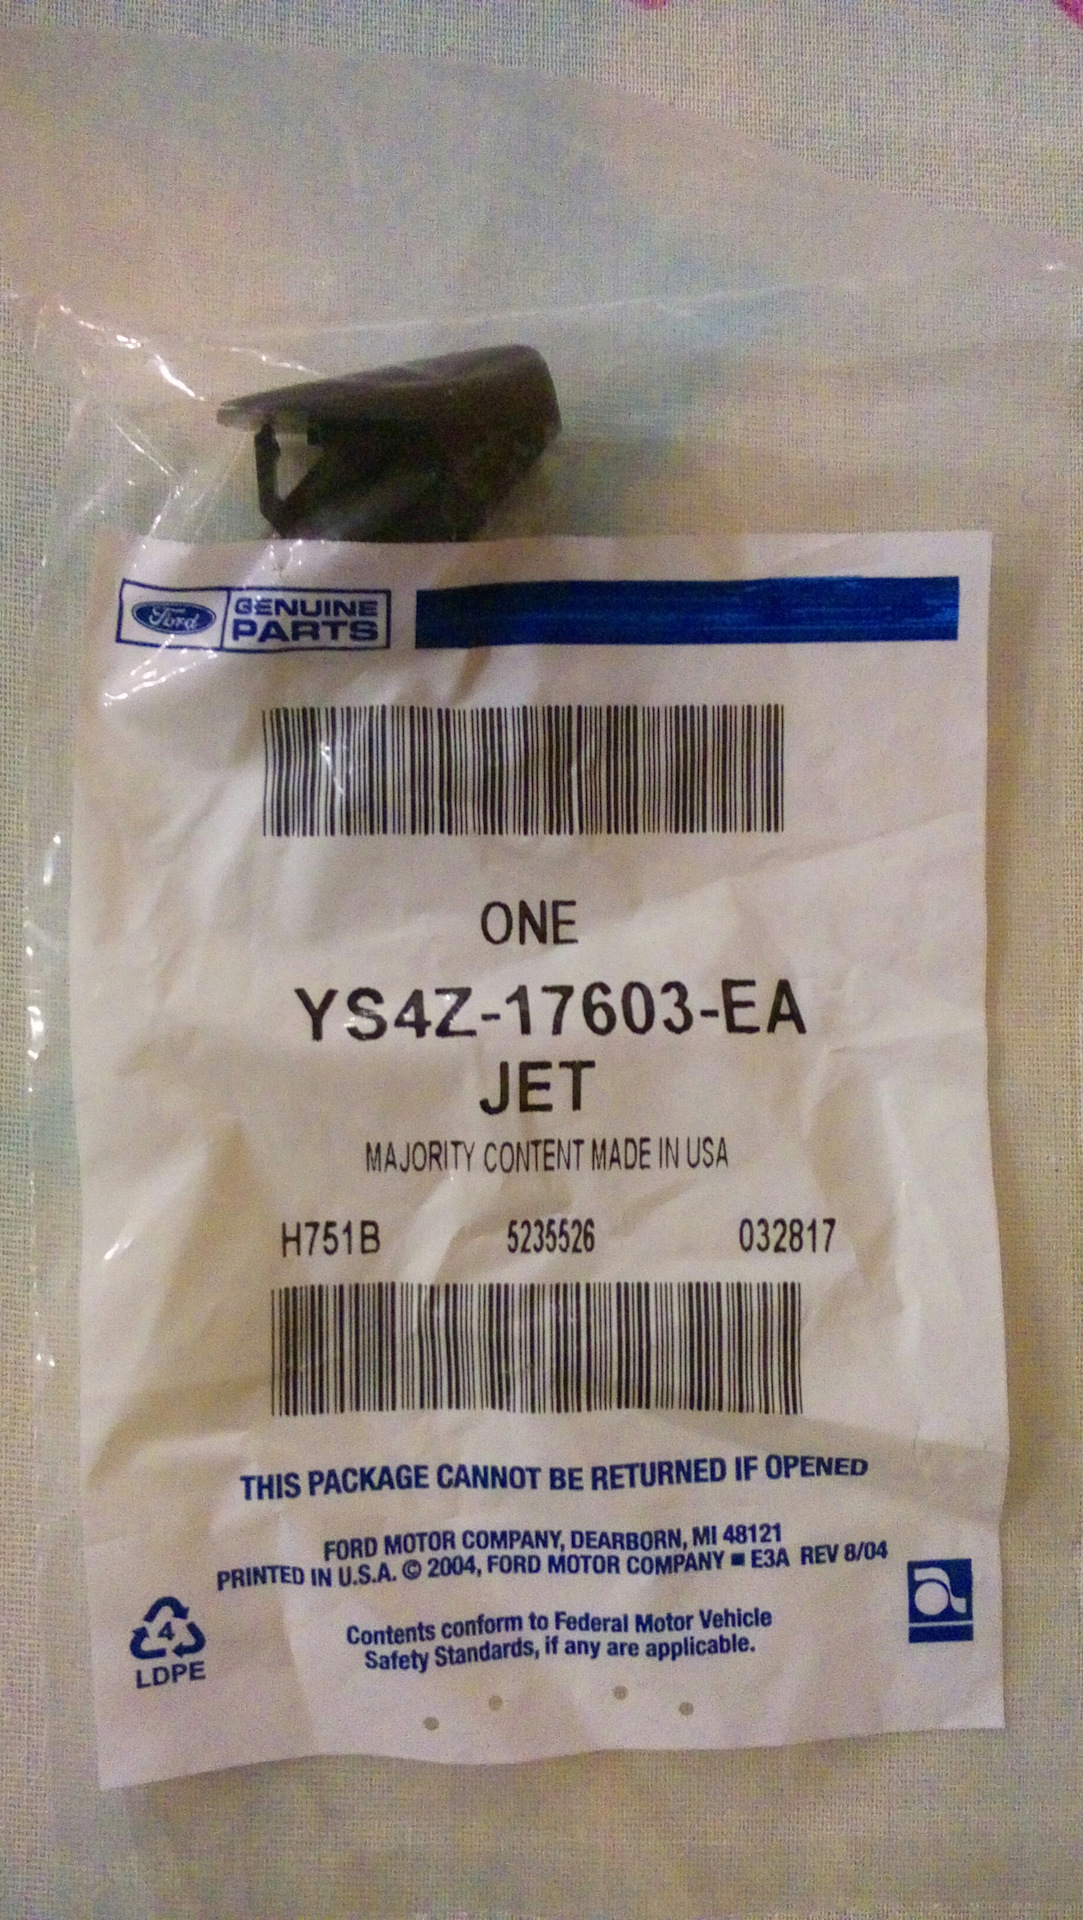 Ford
GENUINE
PARTS
ONE
YS4Z-17603-EA
JET
MAJORITY CONTENT MADE IN USA
H751B 5235526 032817
THIS PACKAGE CANNOT BE RETURNED IF OPENED
FORD MOTOR COMPANY, DEARBORN, MI 48121
PRINTED IN U.S.A. © 2004, FORD MOTOR COMPANY ■ E3A REV 8/04
Contents conform to Federal Motor Vehicle
Safety Standards, if any are applicable.
4
LDPE